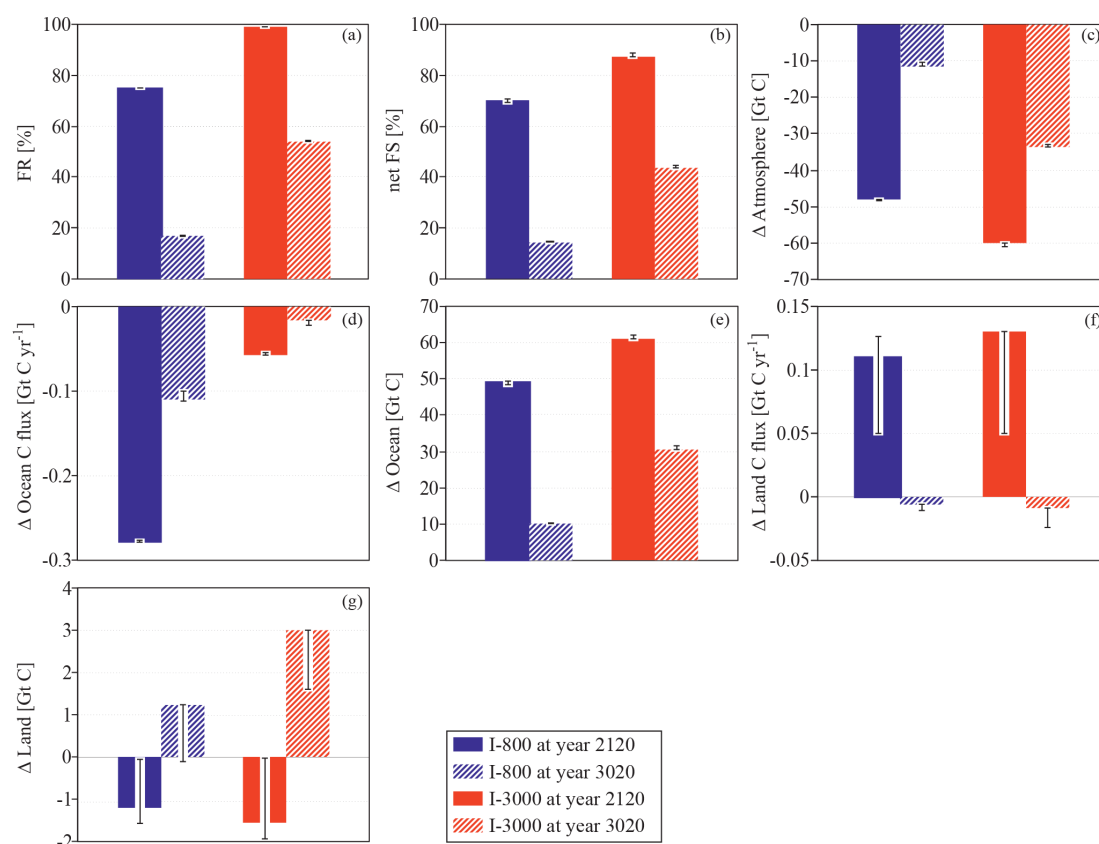 100
80
60
40
20
0
FR [%]
(a)
100
80
60
40
20
0
net FS [%]
(b)
0
-10
-20
-30
-40
-50
-60
-70
Δ Atmosphere [Gt C]
(c)
0
-0.1
-0.2
-0.3
Δ Ocean C flux [Gt C yr⁻¹]
(d)
70
60
50
40
30
20
10
0
Δ Ocean [Gt C]
(e)
0.15
0.1
0.05
0
-0.05
Δ Land C flux [Gt C yr⁻¹]
(f)
4
3
2
1
0
-1
-2
Δ Land [Gt C]
(g)
I-800 at year 2120
I-800 at year 3020
I-3000 at year 2120
I-3000 at year 3020